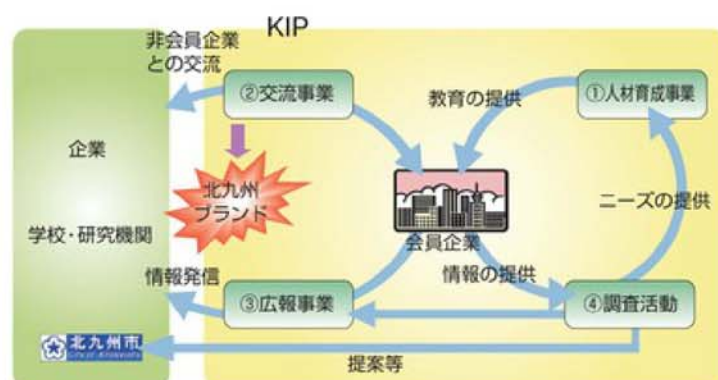 KIP
非会員企業
との交流
②交流事業
教育の提供
①人材育成事業
企業
北九州
ブランド
ニーズの提供
学校・研究機関
会員企業
情報発信
情報の提供
③広報事業
④調査活動
北九州市
City of Kitakyushu
提案等